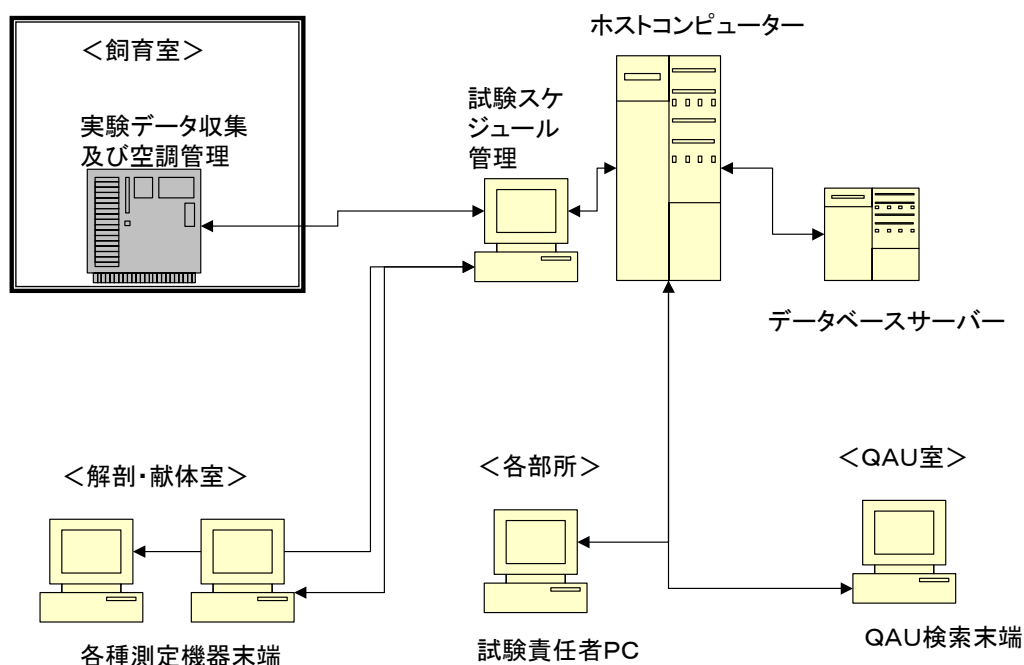 ホストコンピューター
＜飼育室＞
実験データ収集
及び空調管理
試験スケ
ジュール
管理
データベースサーバー
＜解剖・献体室＞
＜各部所＞
＜QAU室＞
各種測定機器末端
試験責任者PC
QAU検索末端